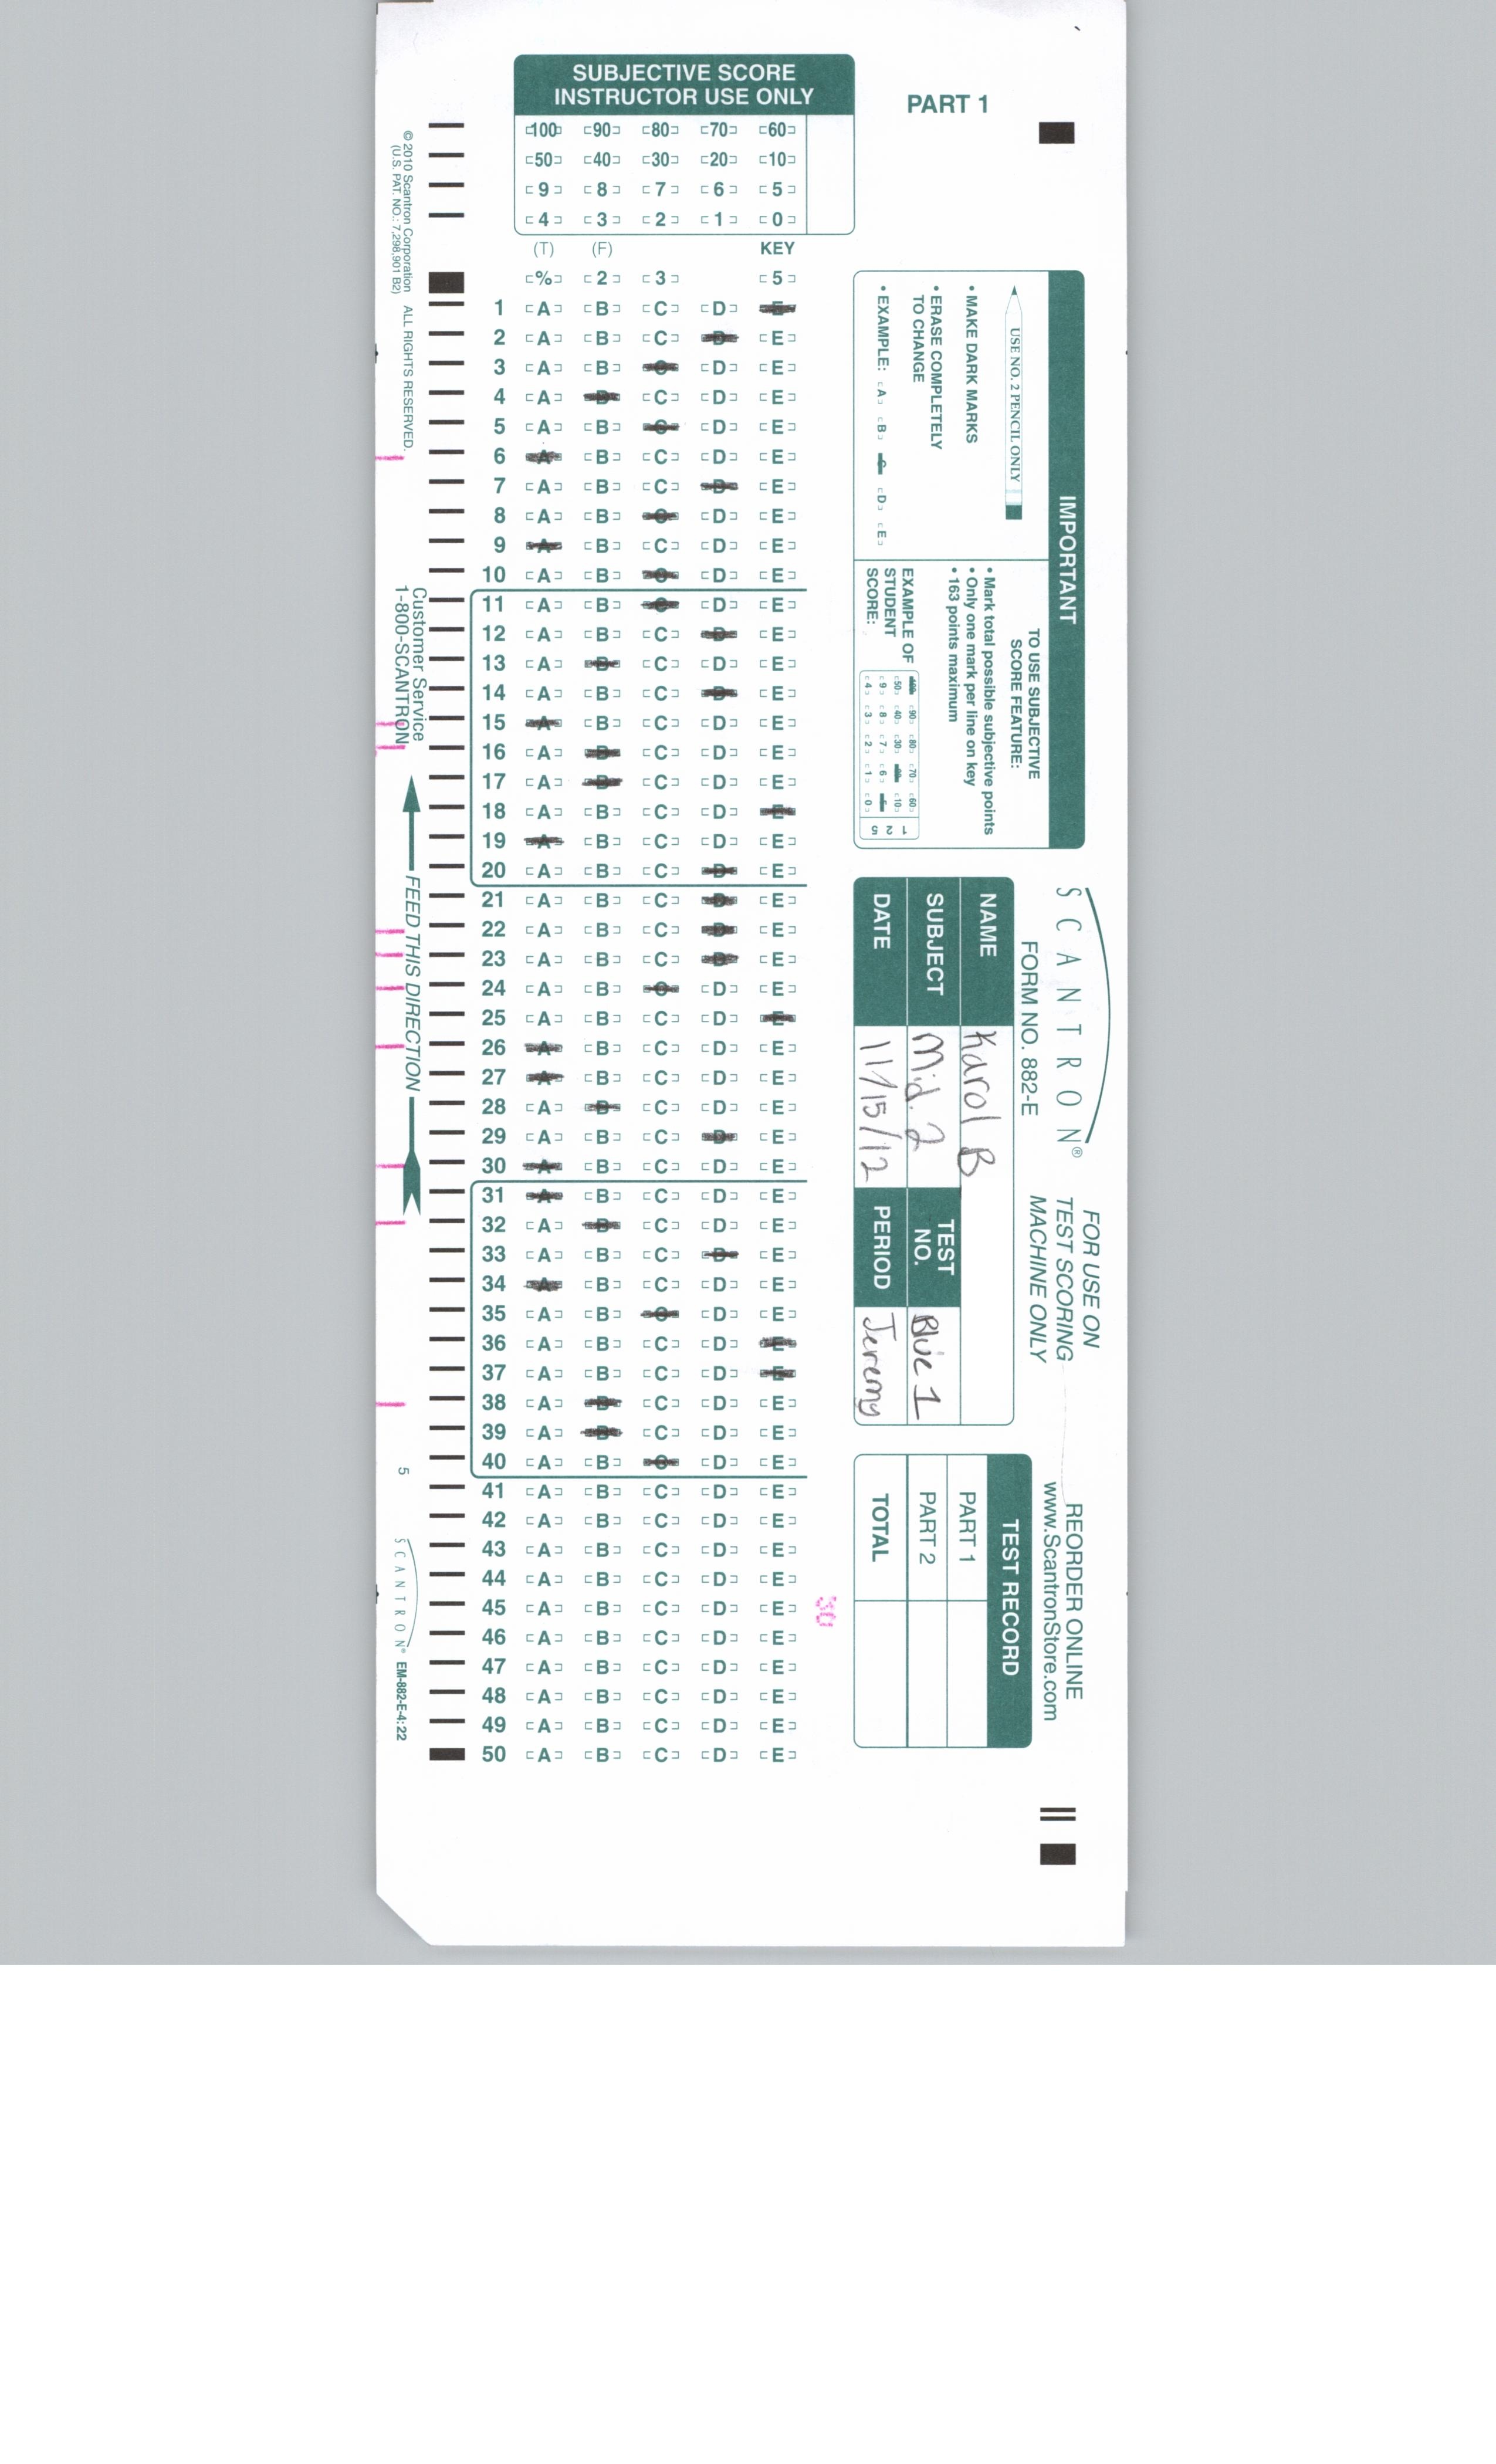 PART 1
SUBJECTIVE SCORE
INSTRUCTOR USE ONLY
100 90 80 70 60
50 40 30 20 10
9 8 7 6 5
4 3 2 1 0
(T) (F) KEY
% 2 3 5
1 A B C D
2 A B C E
3 A B D E
4 A C D E
5 A B D E
6 B C D E
7 A B C E
8 A B D E
9 B C D E
10 A B D E
11 A B D E
12 A B C E
13 A C D E
14 A B C E
15 B C D E
16 A C D E
17 A C D E
18 A B C D
19 B C D E
20 A B C E
21 A B C E
22 A B C E
23 A B C E
24 A B D E
25 A B C D
26 B C D E
27 B C D E
28 A C D E
29 A B C E
30 B C D E
31 B C D E
32 A C D E
33 A B C E
34 B C D E
35 A B D E
36 A B C D
37 A B C D
38 A C D E
39 A C D E
40 A B D E
41 A B C D E
42 A B C D E
43 A B C D E
44 A B C D E
45 A B C D E
46 A B C D E
47 A B C D E
48 A B C D E
49 A B C D E
50 A B C D E
30
IMPORTANT
USE NO. 2 PENCIL ONLY
• MAKE DARK MARKS
• ERASE COMPLETELY
TO CHANGE
• EXAMPLE: A B C D E
TO USE SUBJECTIVE
SCORE FEATURE:
• Mark total possible subjective points
• Only one mark per line on key
• 163 points maximum
EXAMPLE OF
STUDENT
SCORE:
90 80 70 60
50 40 30 10
9 8 7 6
4 3 2 1 0
1
2
5
SCANTRON®
FORM NO. 882-E
FOR USE ON
TEST SCORING
MACHINE ONLY
REORDER ONLINE
www.ScantronStore.com
NAME Karol B
SUBJECT Mid. 2
TEST
NO. Blue 1
DATE 11/15/12
PERIOD Jeremy
TEST RECORD
PART 1
PART 2
TOTAL
© 2010 Scantron Corporation ALL RIGHTS RESERVED.
(U.S. PAT. NO.: 7,298,901 B2)
Customer Service
1-800-SCANTRON
FEED THIS DIRECTION
5
SCANTRON® EM-882-E-4: 22